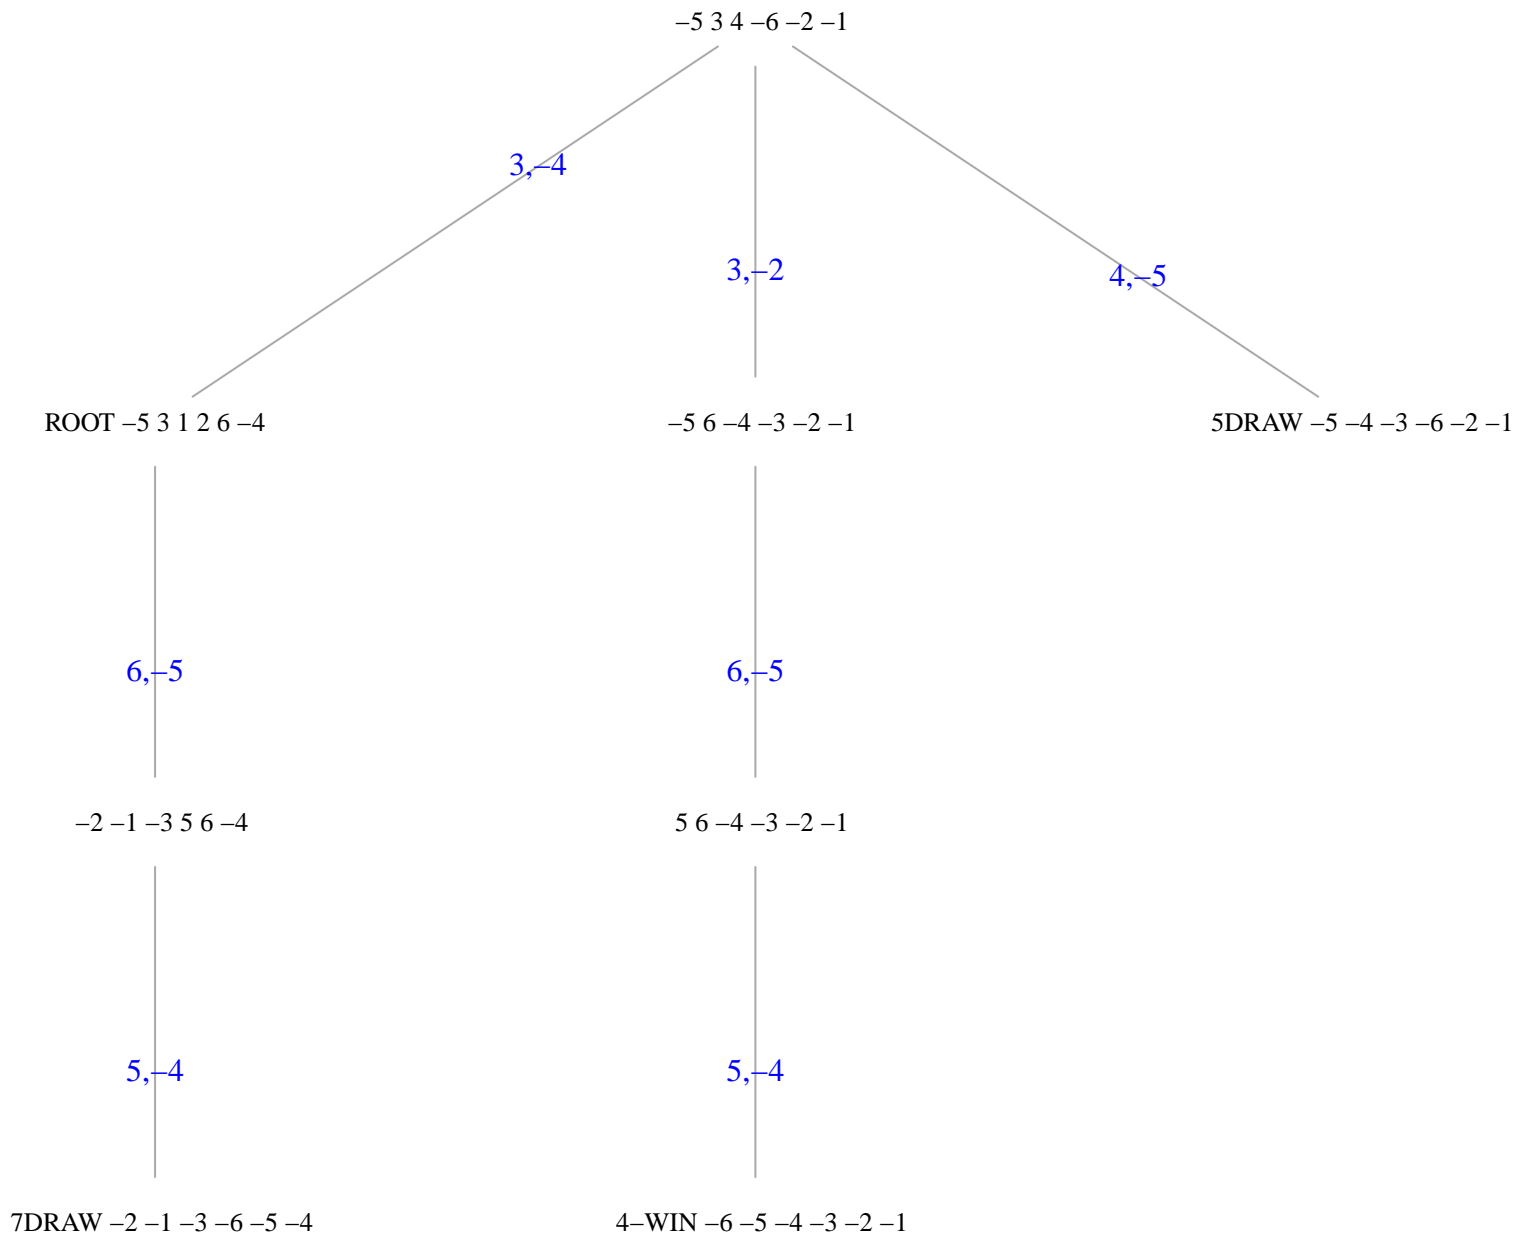 –5 3 4 –6 –2 –1
3,–4
3,–2
4,–5
ROOT –5 3 1 2 6 –4
–5 6 –4 –3 –2 –1
5DRAW –5 –4 –3 –6 –2 –1
6,–5
6,–5
–2 –1 –3 5 6 –4
5 6 –4 –3 –2 –1
5,–4
5,–4
7DRAW –2 –1 –3 –6 –5 –4
4–WIN –6 –5 –4 –3 –2 –1